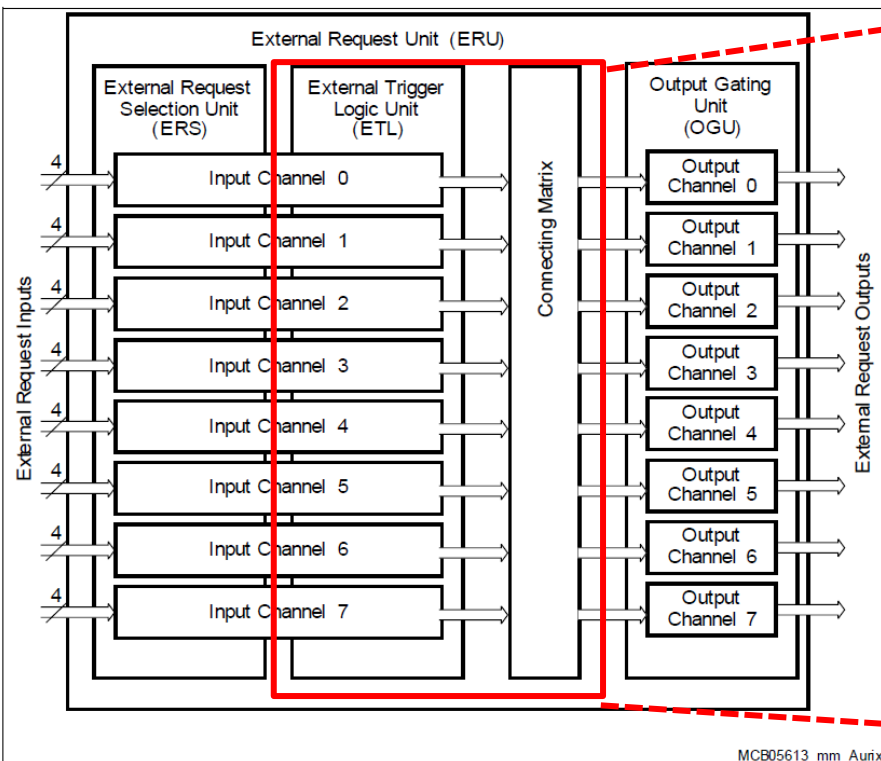 External Request Unit (ERU)
External Request
Selection Unit
(ERS)
External Trigger
Logic Unit
(ETL)
Output Gating
Unit
(OGU)
External Request Inputs
4
4
4
4
4
4
4
4
Input Channel 0
Input Channel 1
Input Channel 2
Input Channel 3
Input Channel 4
Input Channel 5
Input Channel 6
Input Channel 7
Connecting Matrix
Output
Channel 0
Output
Channel 1
Output
Channel 2
Output
Channel 3
Output
Channel 4
Output
Channel 5
Output
Channel 6
Output
Channel 7
External Request Outputs
MCB05613_mm_Aurix